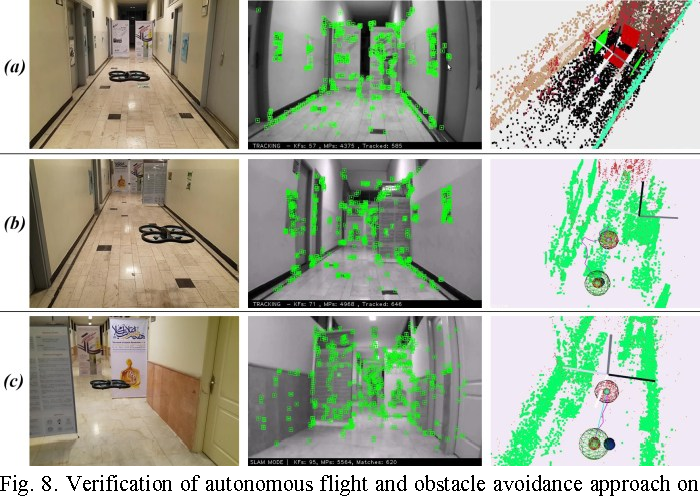 (a)
TRACKING - KFs: 57 , MPs: 4375 , Tracked: 585
(b)
TRACKING - KFs: 71 , MPs: 4968 , Tracked: 646
(c)
SLAM MODE | KFs: 95, MPs: 5564, Matches: 620
Fig. 8. Verification of autonomous flight and obstacle avoidance approach on